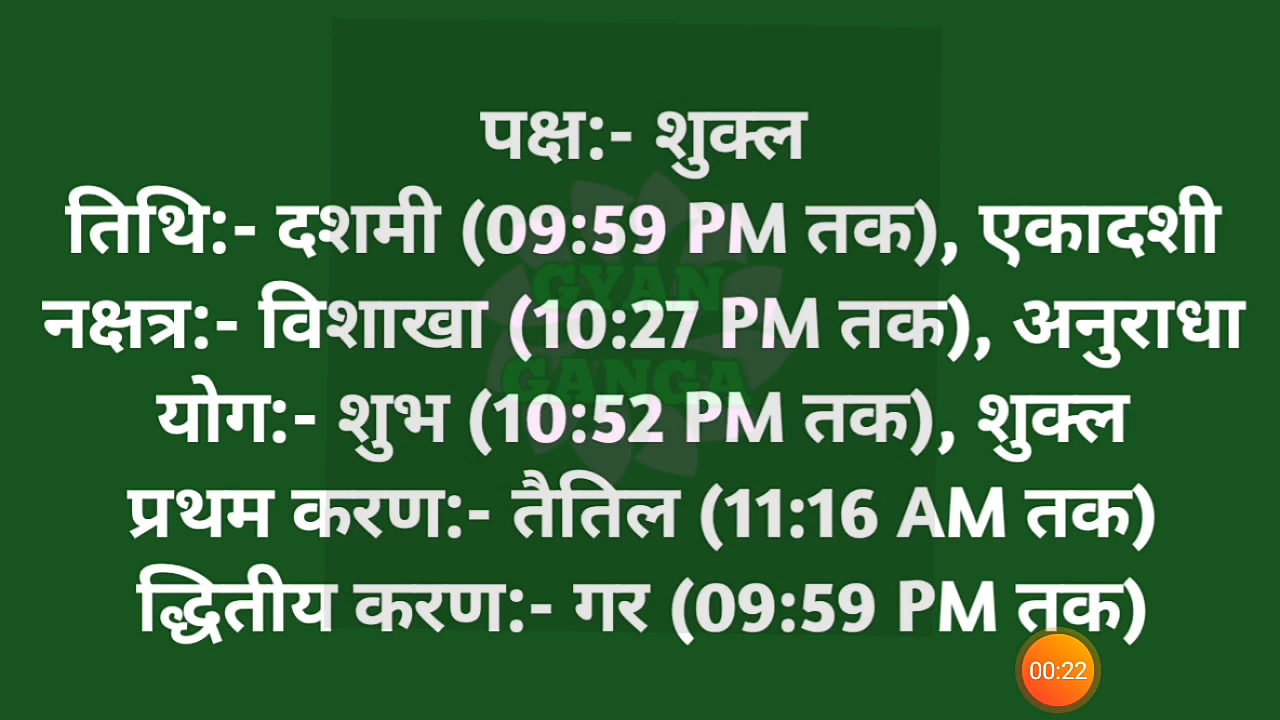 पक्ष:- शुक्ल
तिथि:- दशमी (09:59 PM तक), एकादशी
नक्षत्र:- विशाखा (10:27 PM तक), अनुराधा
योग:- शुभ (10:52 PM तक), शुक्ल
प्रथम करण:- तैतिल (11:16 AM तक)
द्धितीय करण:- गर (09:59 PM तक)
GYAN
GANGA
00:22